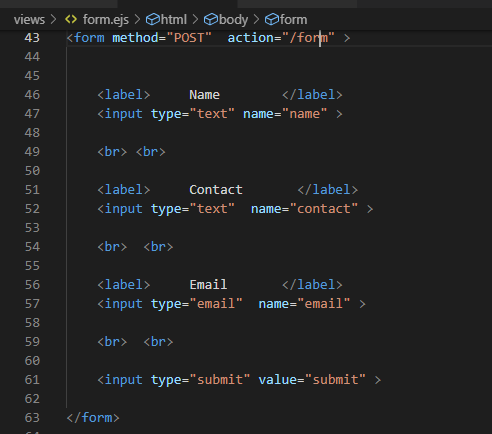 views > <> form.ejs > html > body > form
43 <form method="POST"  action="/form" >
44
45
46     <label>     Name        </label>
47     <input type="text" name="name" >
48
49     <br> <br>
50
51     <label>     Contact       </label>
52     <input type="text"  name="contact" >
53
54     <br>  <br>
55
56     <label>     Email       </label>
57     <input type="email"  name="email" >
58
59     <br>  <br>
60
61     <input type="submit" value="submit" >
62
63 </form>